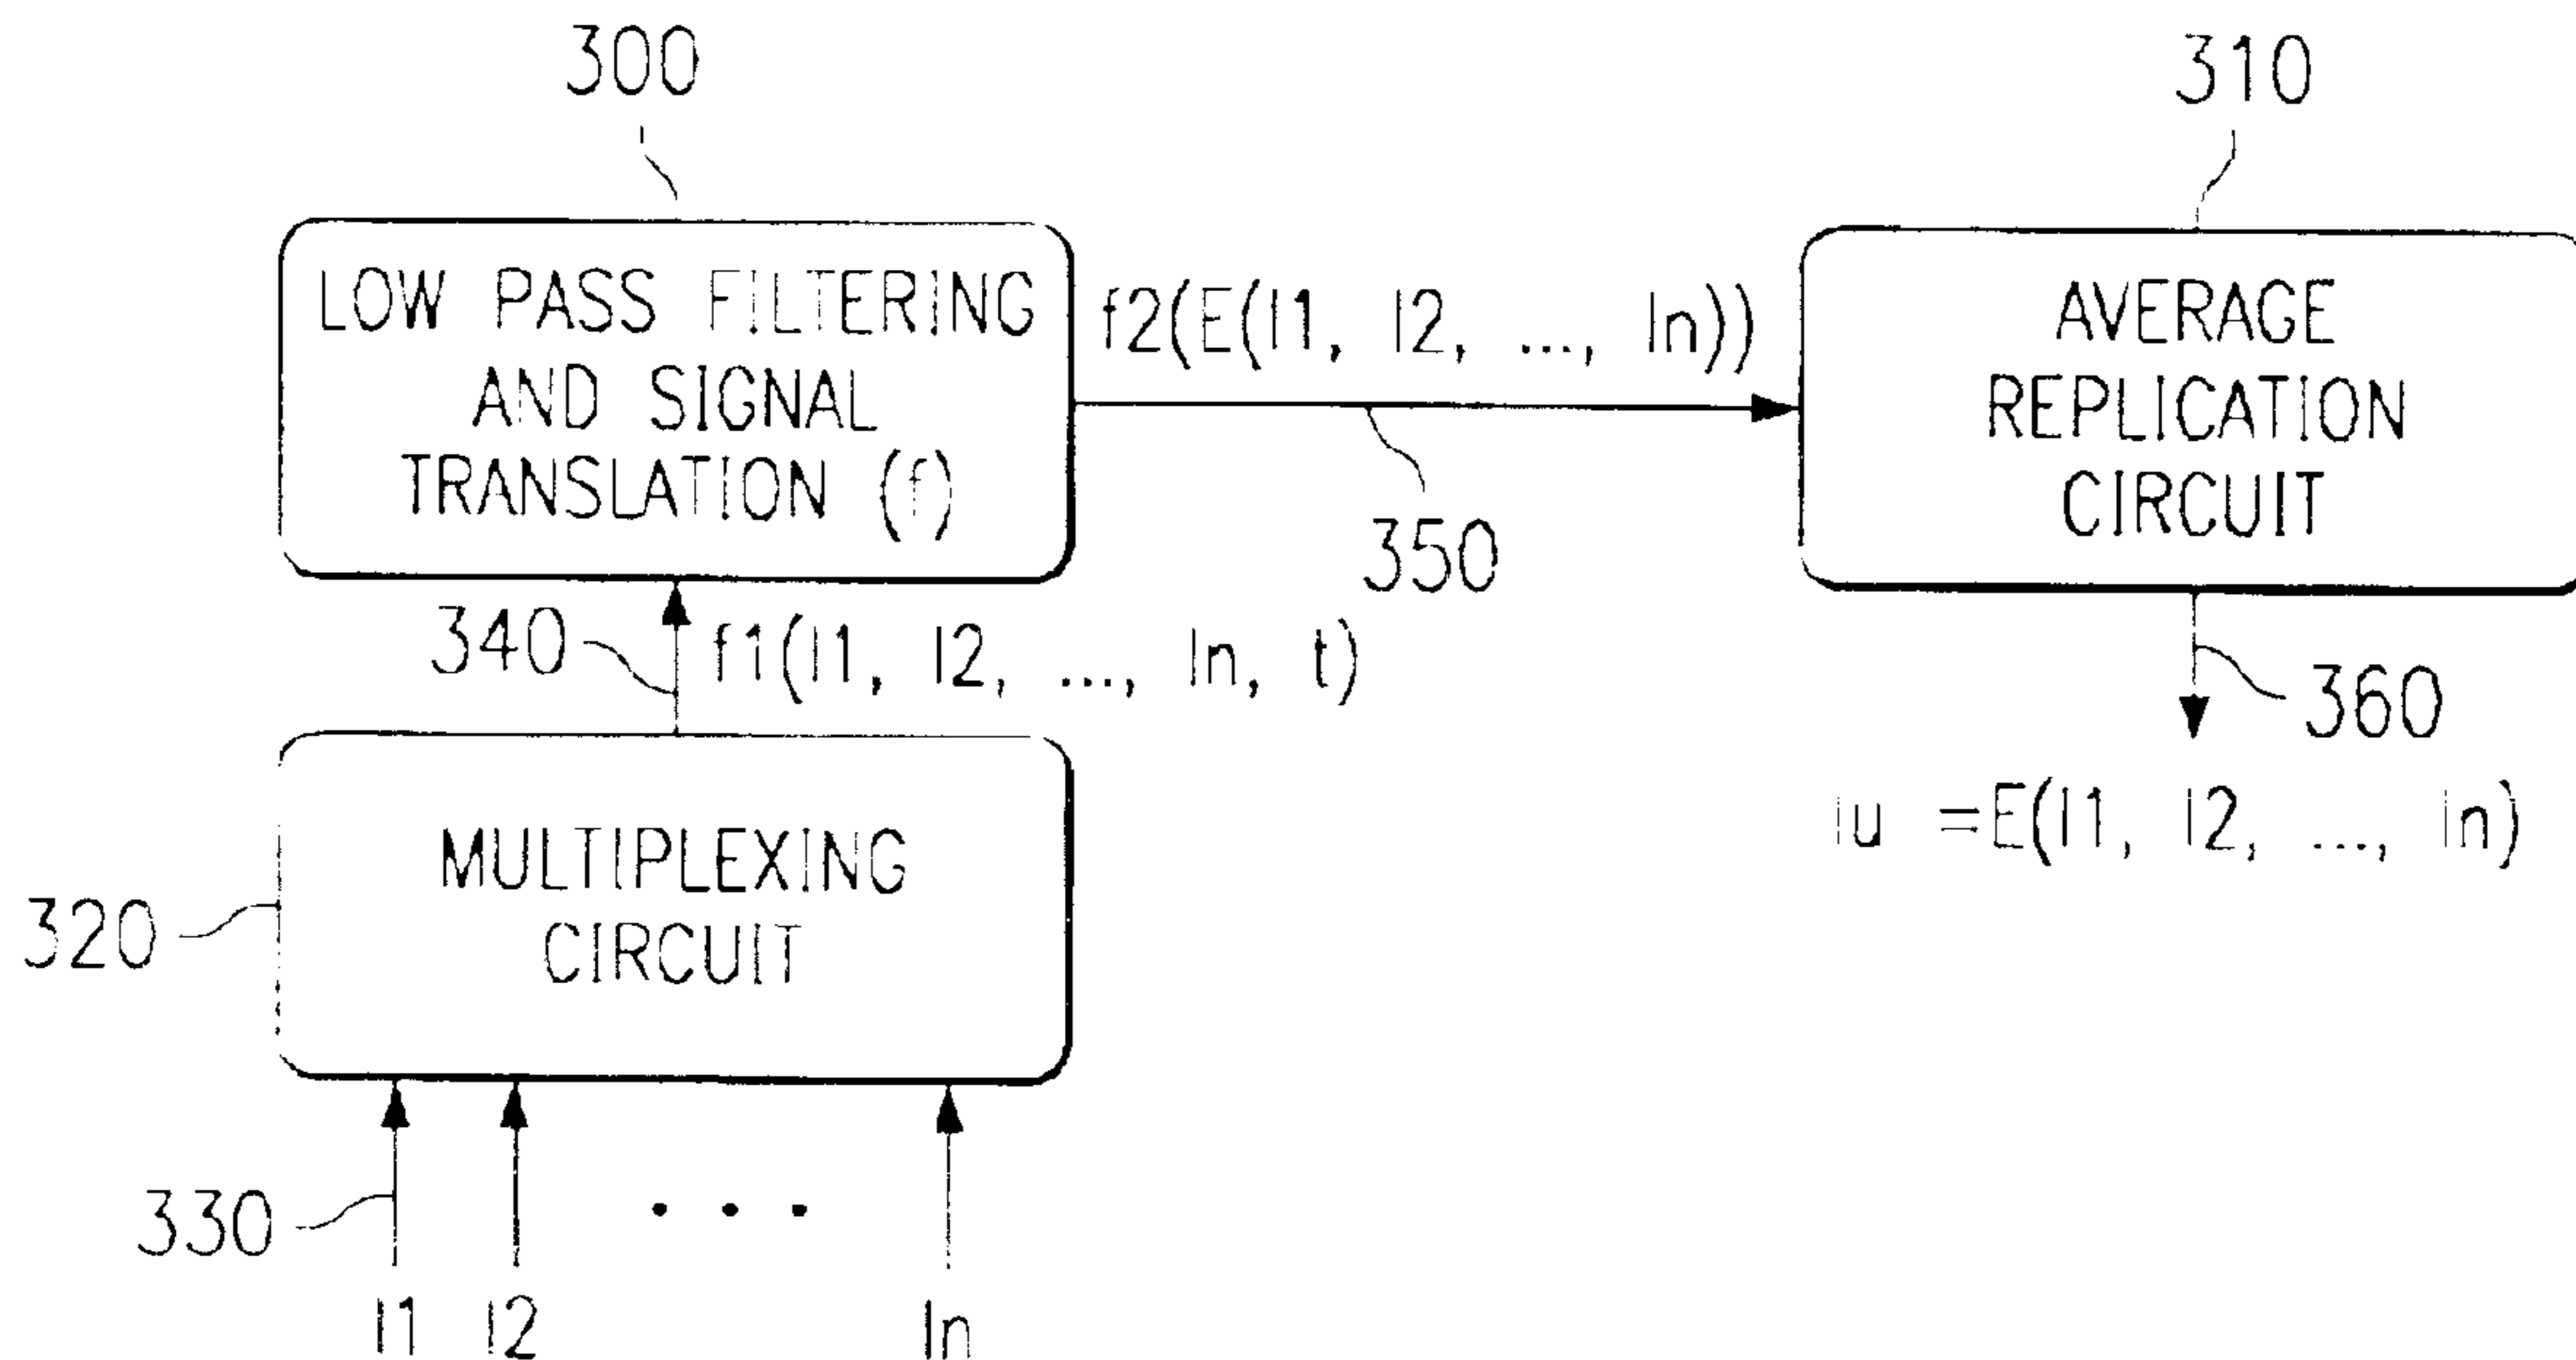 300
310
LOW PASS FILTERING
AND SIGNAL
TRANSLATION (f)
f2(E(I1, I2, ..., In))
AVERAGE
REPLICATION
CIRCUIT
350
340
f1(I1, I2, ..., In, t)
360
Iu =E(I1, I2, ..., In)
MULTIPLEXING
CIRCUIT
320
330
. . .
I1 I2 In